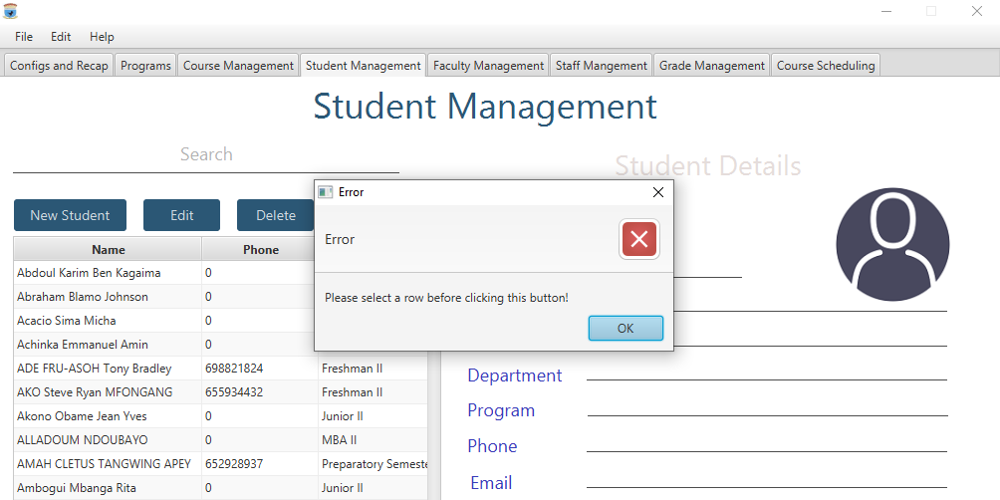 File Edit Help
Configs and Recap Programs Course Management Student Management Faculty Management Staff Mangement Grade Management Course Scheduling
Student Management
Search
Student Details
New Student Edit Delete
Error
Error
Please select a row before clicking this button!
OK
Name Phone
Abdoul Karim Ben Kagaima 0
Abraham Blamo Johnson 0
Acacio Sima Micha 0
Achinka Emmanuel Amin 0
ADE FRU-ASOH Tony Bradley 698821824 Freshman II
AKO Steve Ryan MFONGANG 655934432 Freshman II
Akono Obame Jean Yves 0 Junior II
ALLADOUM NDOUBAYO 0 MBA II
AMAH CLETUS TANGWING APEY 652928937 Preparatory Semeste
Ambogui Mbanga Rita 0 Junior II
Department
Program
Phone
Email